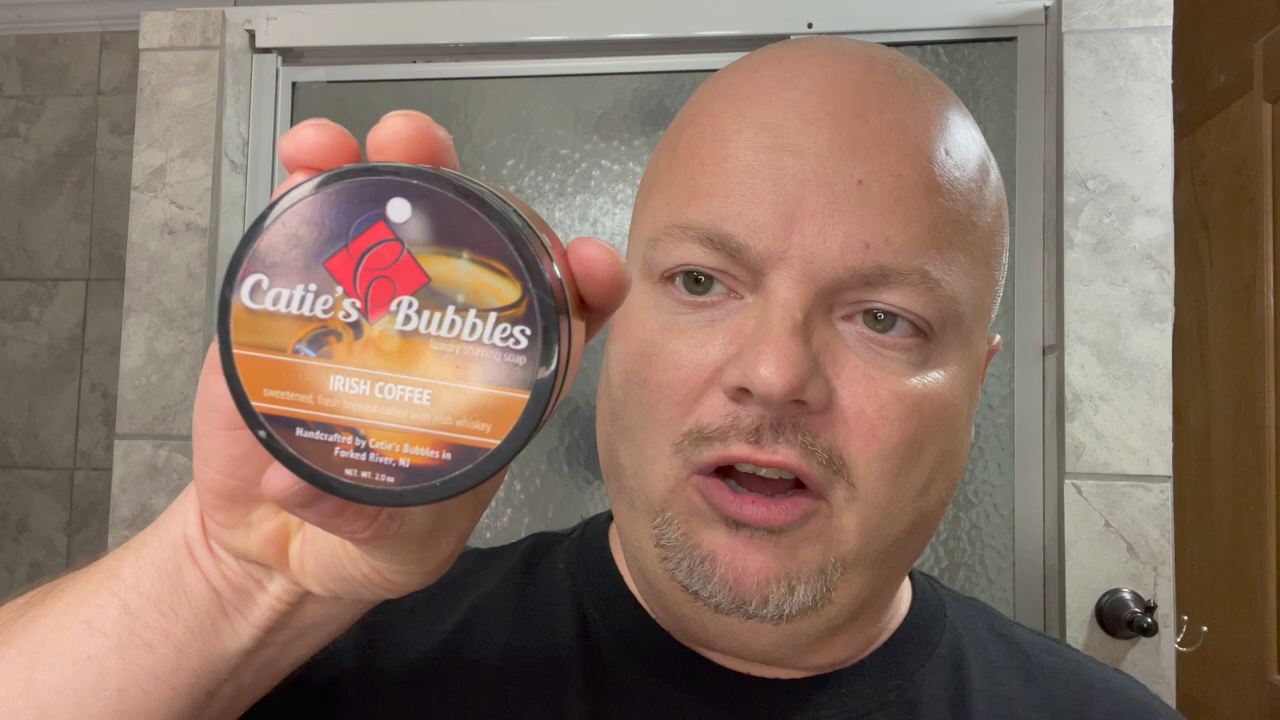 Catie's Bubbles
luxury shaving soap
IRISH COFFEE
sweetened, fresh brewed coffee with Irish whiskey
Handcrafted by Catie's Bubbles in
Forked River, NJ
NET. WT. 2.0 oz